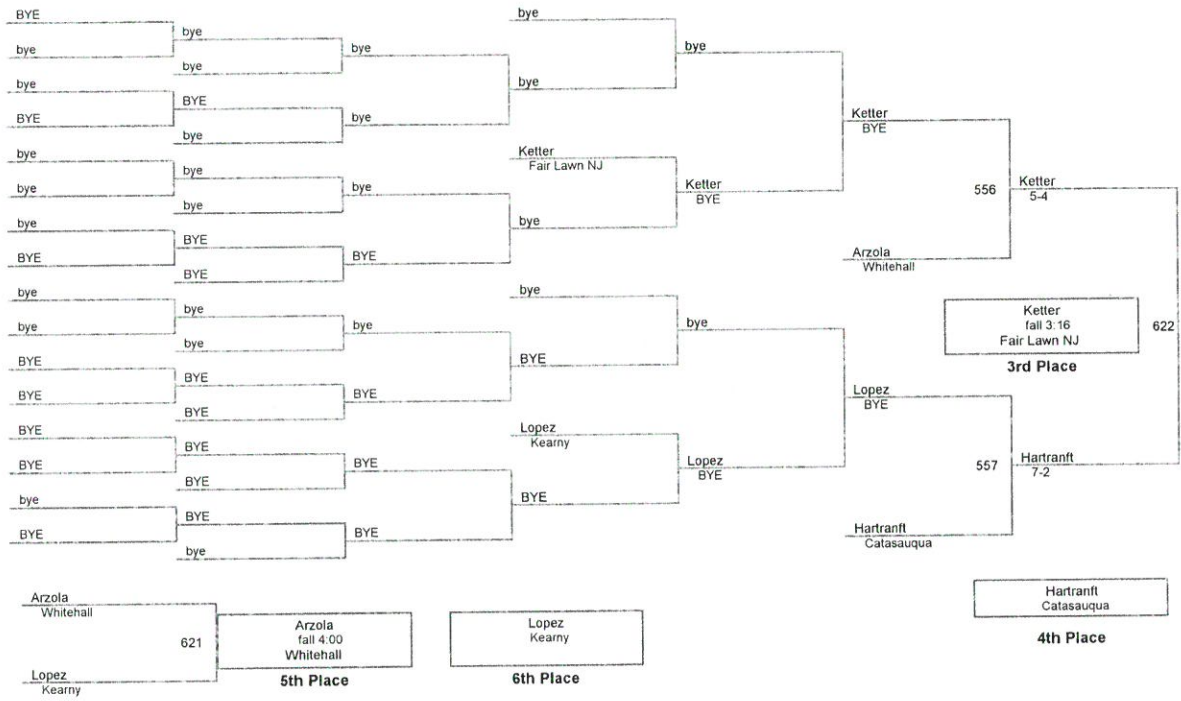 BYE
bye
bye
BYE
bye
bye
bye
BYE
bye
bye
BYE
BYE
BYE
BYE
bye
BYE
bye
bye
BYE
bye
bye
bye
BYE
BYE
bye
bye
BYE
BYE
BYE
BYE
BYE
bye
bye
bye
bye
BYE
bye
BYE
BYE
BYE
bye
bye
Ketter
Fair Lawn NJ
bye
bye
BYE
Lopez
Kearny
BYE
bye
Ketter
BYE
bye
Lopez
BYE
Ketter
BYE
556
Arzola
Whitehall
Lopez
BYE
557
Hartranft
Catasauqua
Ketter
5-4
Hartranft
7-2
622
Ketter
fall 3:16
Fair Lawn NJ
3rd Place
Hartranft
Catasauqua
4th Place
Arzola
Whitehall
621
Lopez
Kearny
Arzola
fall 4:00
Whitehall
5th Place
Lopez
Kearny
6th Place